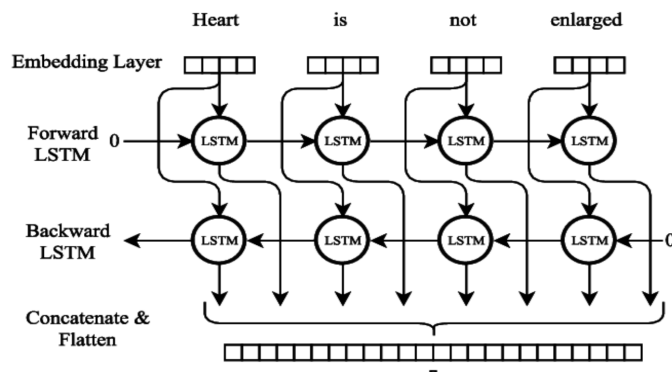 Heart is not enlarged
Embedding Layer
Forward
LSTM
0
LSTM LSTM LSTM LSTM
Backward
LSTM
LSTM LSTM LSTM LSTM
0
Concatenate &
Flatten